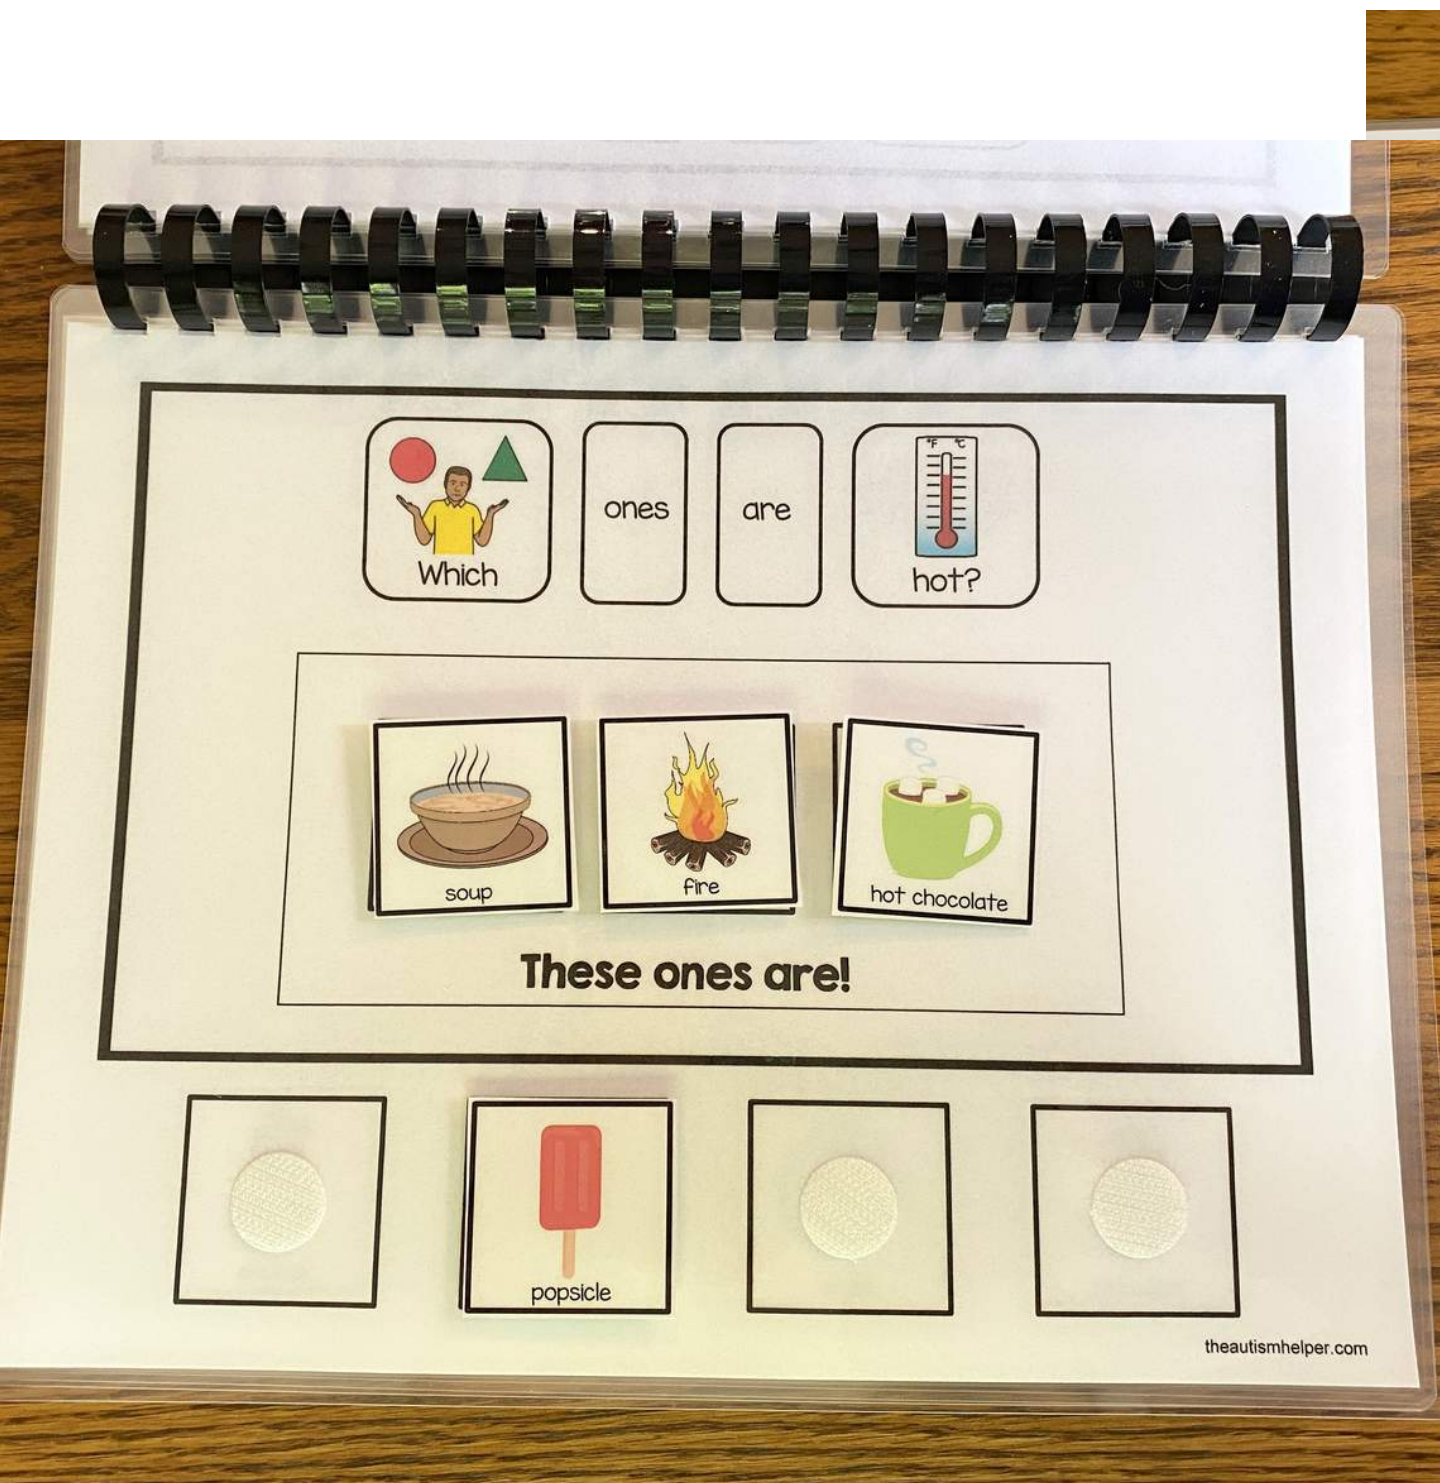 °F °C
Which ones are hot?
soup fire hot chocolate
These ones are!
popsicle
theautismhelper.com